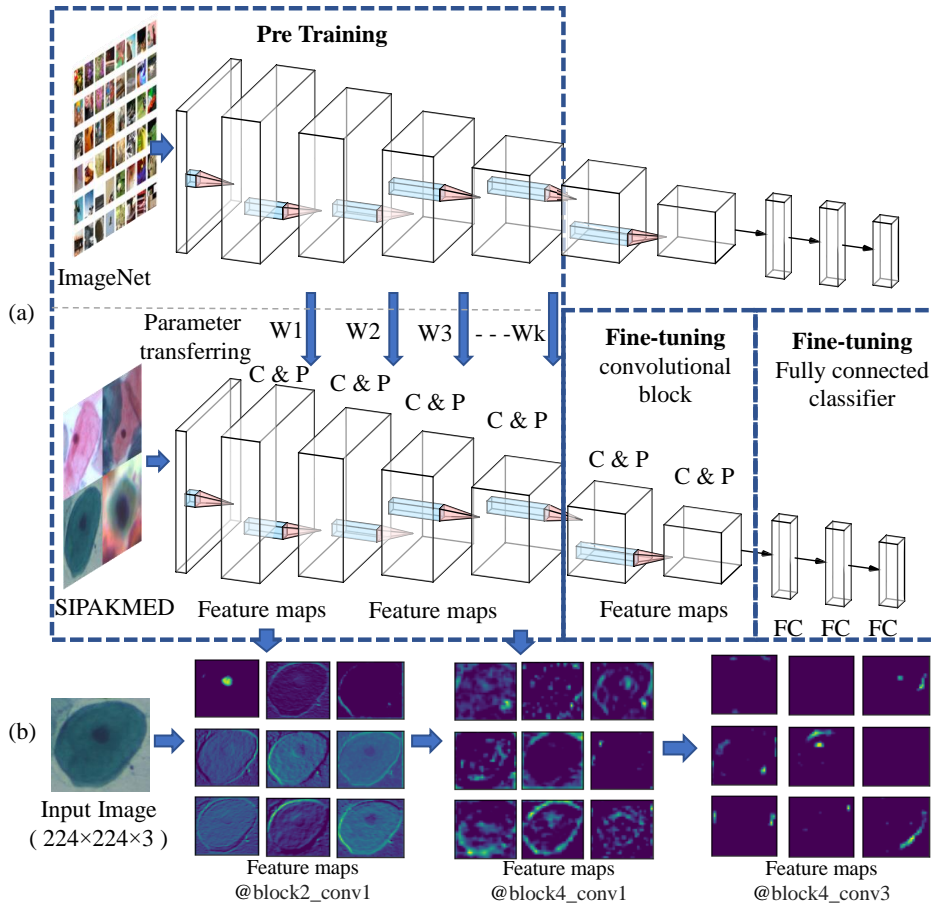 Pre Training
ImageNet
(a)
Parameter
transferring
W1
W2
W3
- - -Wk
Fine-tuning
convolutional
block
Fine-tuning
Fully connected
classifier
C & P
C & P
C & P
C & P
C & P
C & P
SIPAKMED
Feature maps
Feature maps
Feature maps
FC
FC
FC
(b)
Input Image
( 224×224×3 )
Feature maps
@block2_conv1
Feature maps
@block4_conv1
Feature maps
@block4_conv3